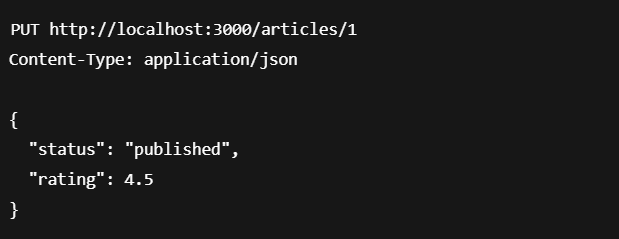 PUT http://localhost:3000/articles/1
Content-Type: application/json

{
  "status": "published",
  "rating": 4.5
}